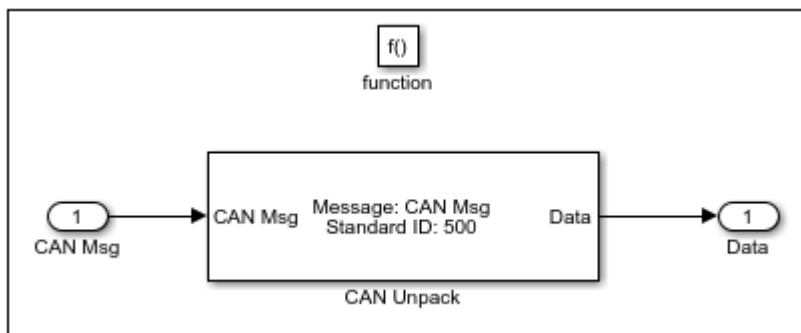 f()
function
1
CAN Msg
CAN Msg
Message: CAN Msg
Standard ID: 500
Data
CAN Unpack
1
Data